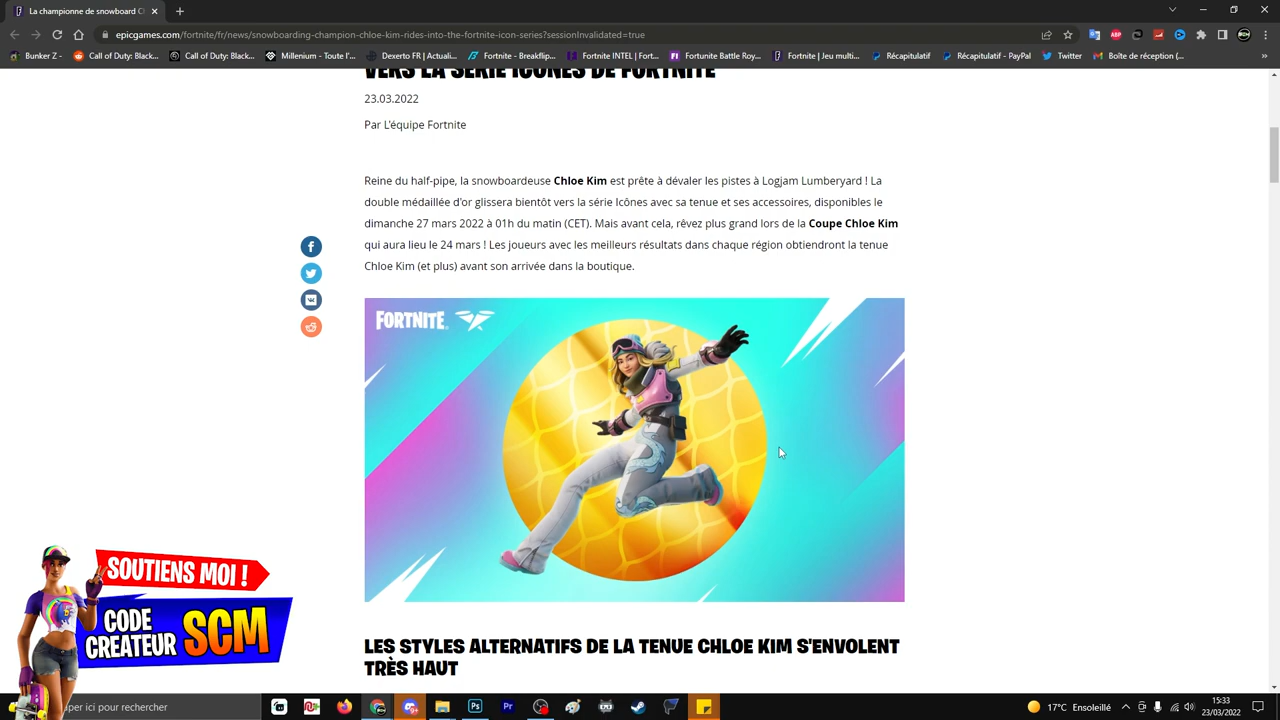 La championne de snowboard C
epicgames.com/fortnite/fr/news/snowboarding-champion-chloe-kim-rides-into-the-fortnite-icon-series?sessionInvalidated=true
Bunker Z -
Call of Duty: Black...
Call of Duty: Black...
Millenium - Toute l'...
Dexerto FR | Actuali...
Fortnite - Breakflip...
Fortnite INTEL | Fort...
Fortunite Battle Roy...
Fortnite | Jeu multi...
Récapitulatif
Récapitulatif - PayPal
Twitter
Boîte de réception (...
»
VERS LA SÉRIE ICÔNES DE FORTNITE
23.03.2022
Par L'équipe Fortnite
Reine du half-pipe, la snowboardeuse Chloe Kim est prête à dévaler les pistes à Logjam Lumberyard ! La
double médaillée d'or glissera bientôt vers la série Icônes avec sa tenue et ses accessoires, disponibles le
dimanche 27 mars 2022 à 01h du matin (CET). Mais avant cela, rêvez plus grand lors de la Coupe Chloe Kim
qui aura lieu le 24 mars ! Les joueurs avec les meilleurs résultats dans chaque région obtiendront la tenue
Chloe Kim (et plus) avant son arrivée dans la boutique.
FORTNITE
LES STYLES ALTERNATIFS DE LA TENUE CHLOE KIM S'ENVOLENT
TRÈS HAUT
SOUTIENS MOI !
CODE
CREATEUR SCM
per ici pour rechercher
17°C Ensoleillé
15:33
23/03/2022